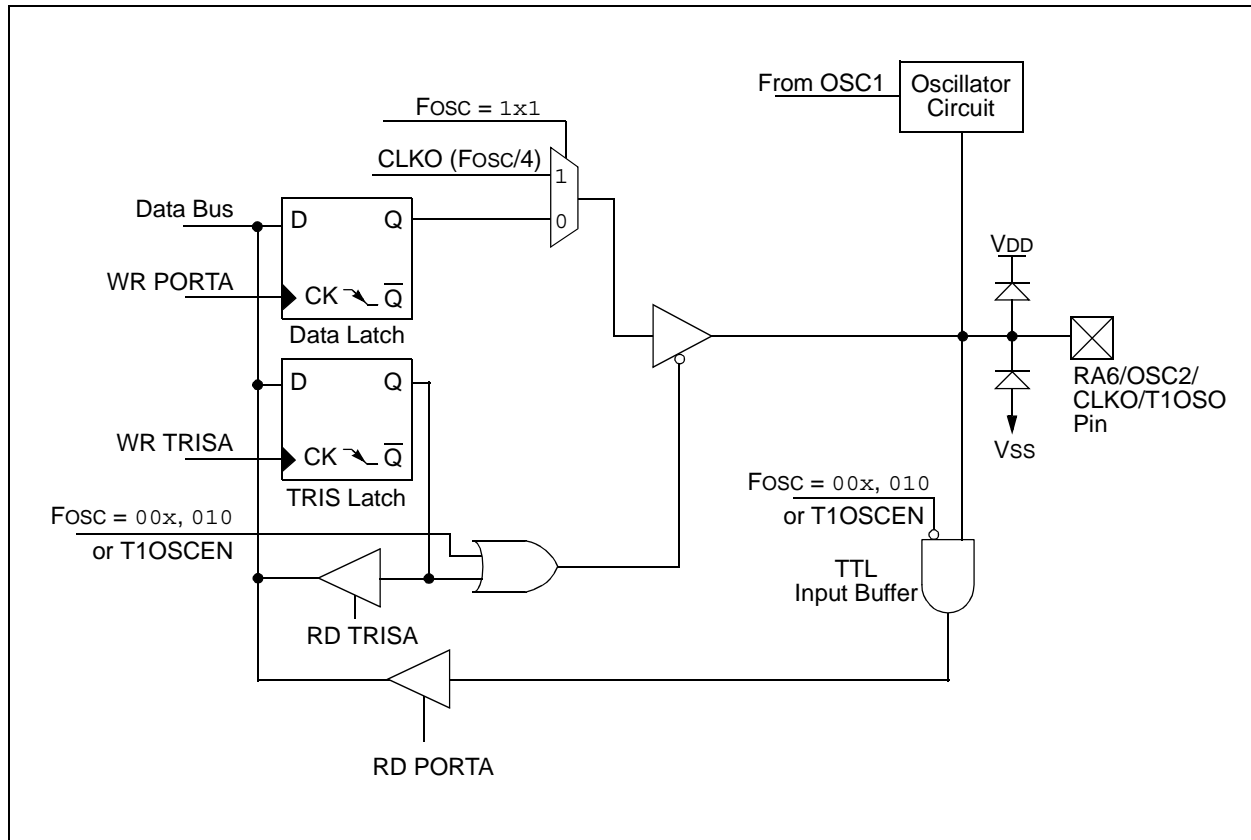 From OSC1
Oscillator
Circuit
FOSC = 1x1
CLKO (FOSC/4)
1
0
Data Bus
D
Q
WR PORTA
CK
Q
Data Latch
VDD
VSS
RA6/OSC2/
CLKO/T1OSO
Pin
D
Q
WR TRISA
CK
Q
TRIS Latch
FOSC = 00x, 010
or T1OSCEN
FOSC = 00x, 010
or T1OSCEN
TTL
Input Buffer
RD TRISA
RD PORTA